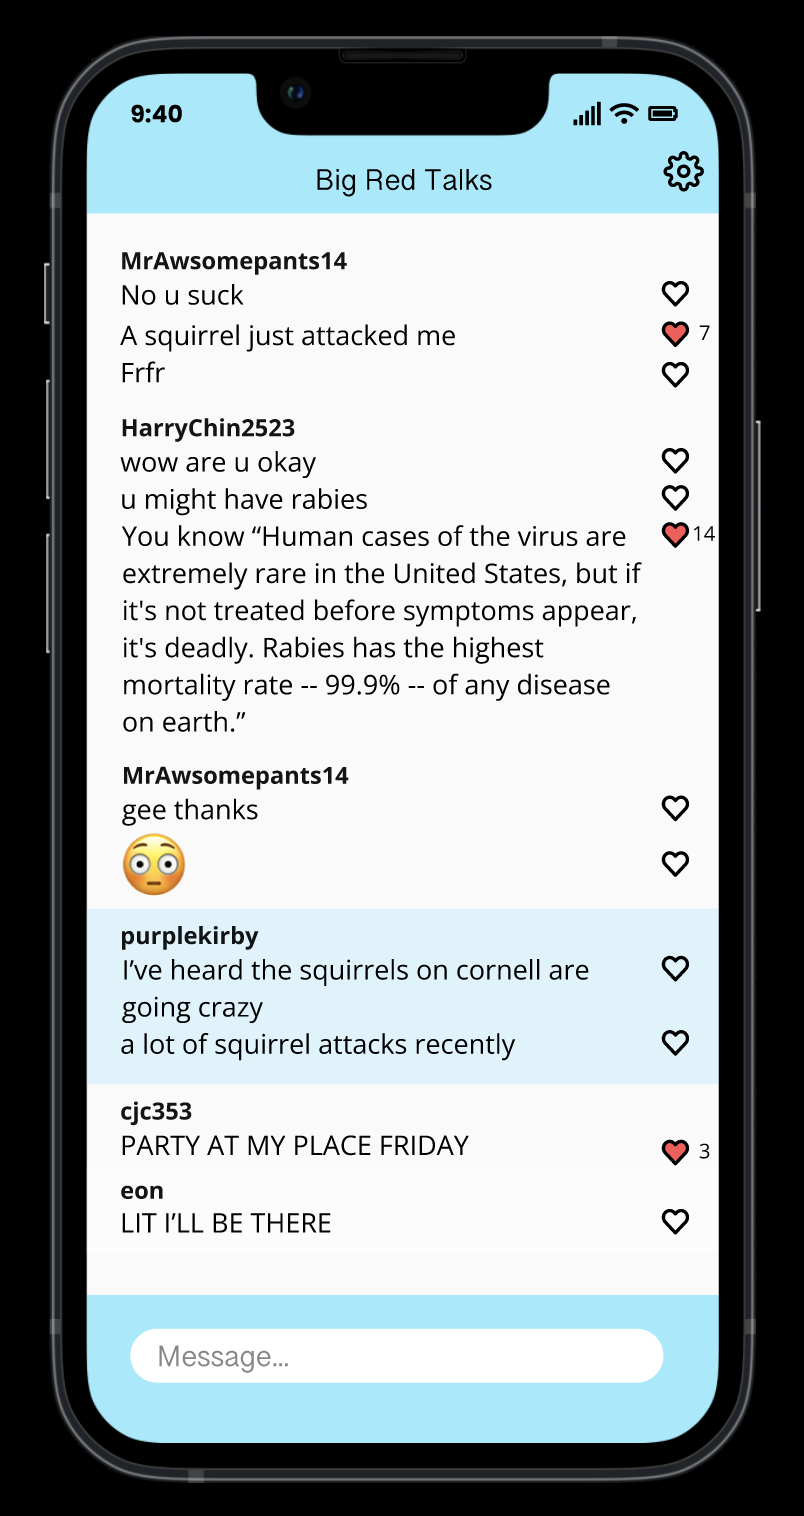 9:40
Big Red Talks
MrAwsomepants14
No u suck
A squirrel just attacked me 7
Frfr
HarryChin2523
wow are u okay
u might have rabies
You know “Human cases of the virus are 14
extremely rare in the United States, but if
it's not treated before symptoms appear,
it's deadly. Rabies has the highest
mortality rate -- 99.9% -- of any disease
on earth.”
MrAwsomepants14
gee thanks
purplekirby
I’ve heard the squirrels on cornell are
going crazy
a lot of squirrel attacks recently
cjc353
PARTY AT MY PLACE FRIDAY 3
eon
LIT I’LL BE THERE
Message...